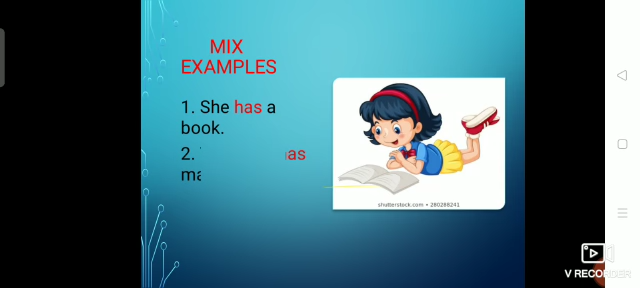 MIX
EXAMPLES
1. She has a
book.
2.
shutterstock.com • 280288241
V RECORDER